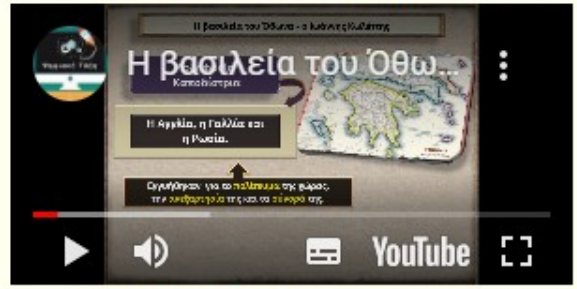 Η βασιλεία του Όθωνα - ο Ιωάννης Κωλέττης
Η βασιλεία του Όθω...
Καποδίστρια
Η Αγγλία, η Γαλλία και
η Ρωσία.
Εγγυήθηκαν για το πολίτευμα της χώρας,
την ανεξαρτησία της και τα σύνορά της.
YouTube